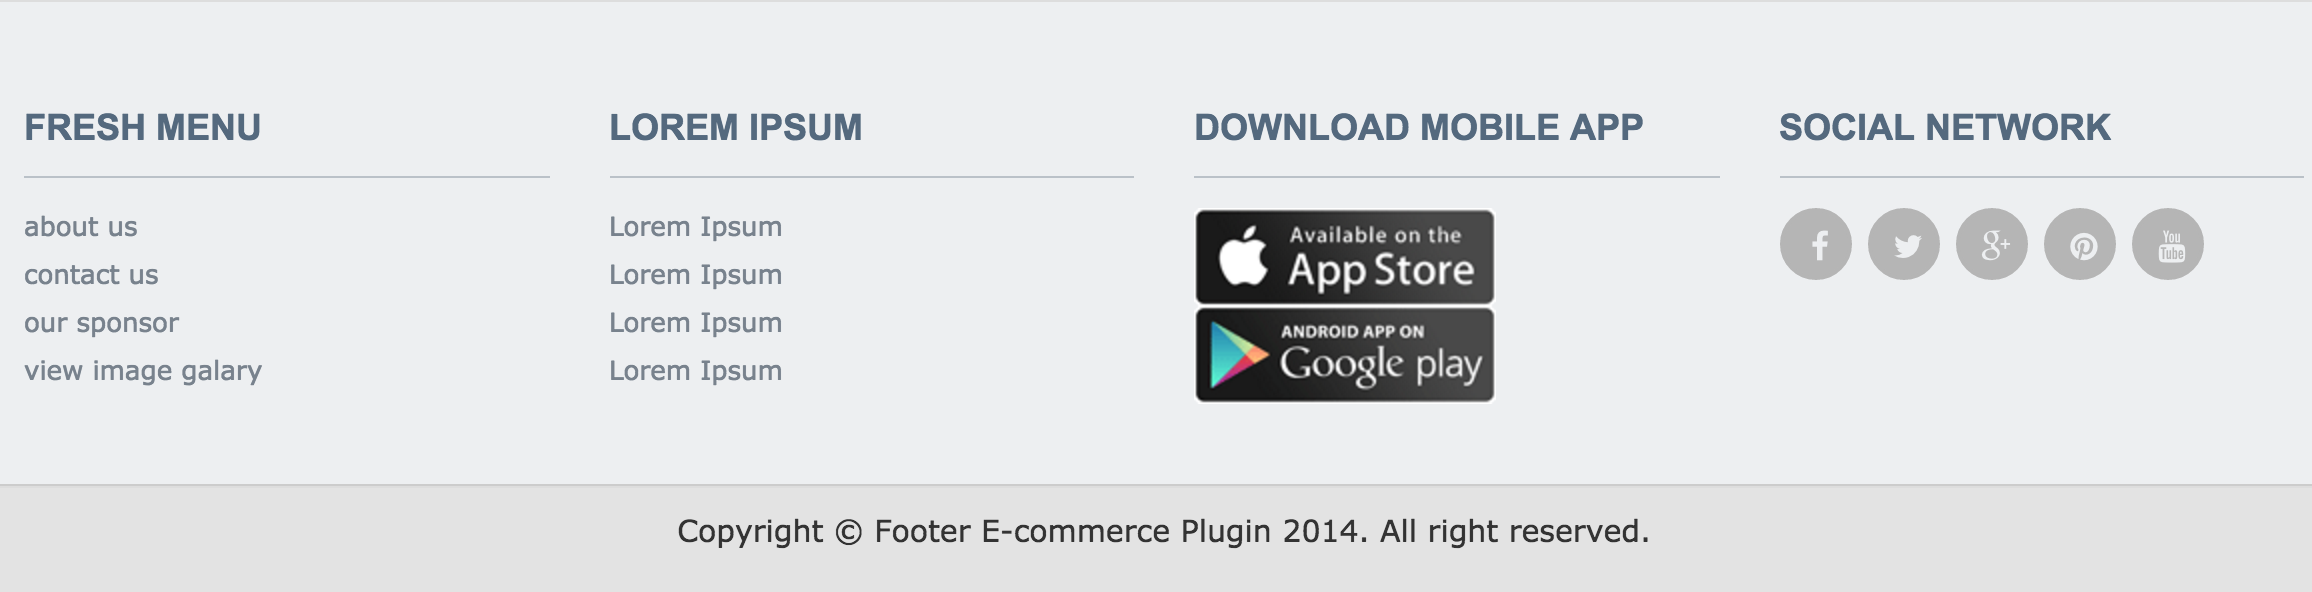 FRESH MENU
about us
contact us
our sponsor
view image galary
LOREM IPSUM
Lorem Ipsum
Lorem Ipsum
Lorem Ipsum
Lorem Ipsum
DOWNLOAD MOBILE APP
Available on the
App Store
ANDROID APP ON
Google play
SOCIAL NETWORK
f
g+
You
Tube
Copyright © Footer E-commerce Plugin 2014. All right reserved.